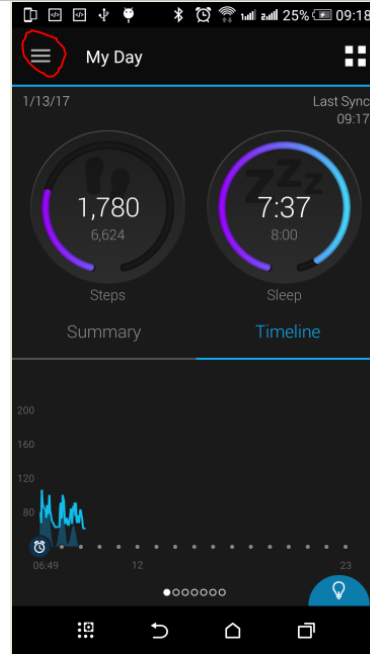 25% 09:18
My Day
1/13/17 Last Sync
09:17
zzz
1,780 7:37
6,624 8:00
Steps Sleep
Summary Timeline
200
160
120
80
06:49 12 23